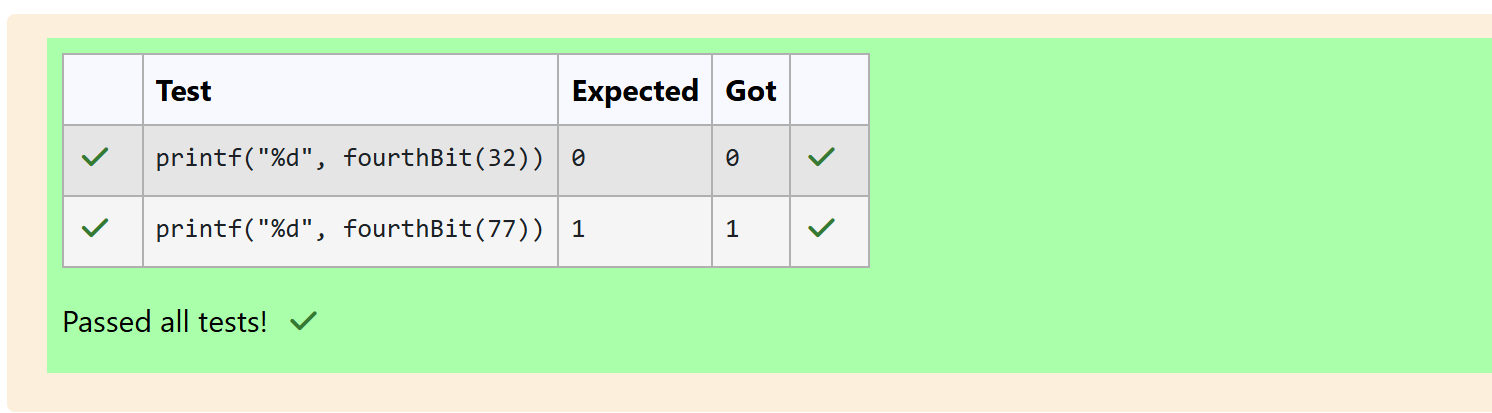 Test Expected Got
printf("%d", fourthBit(32)) 0 0
printf("%d", fourthBit(77)) 1 1
Passed all tests!